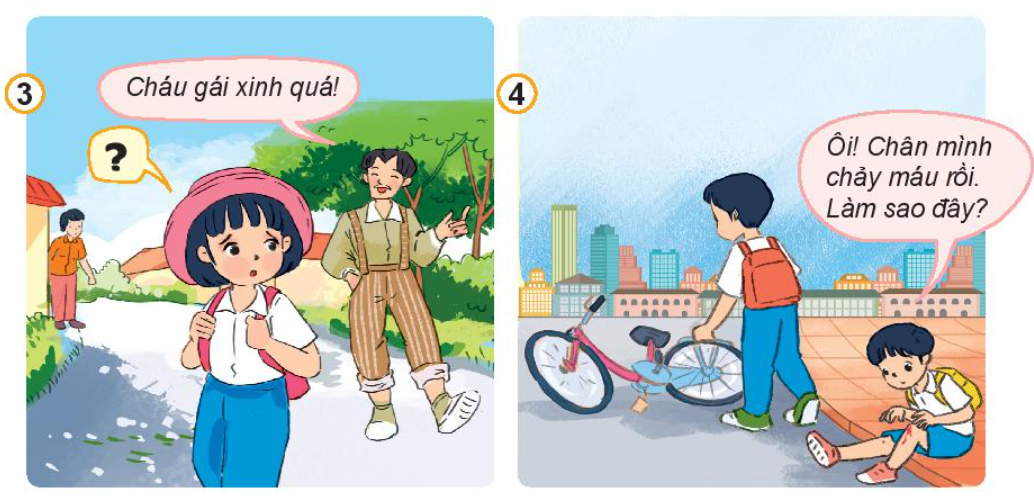 3
Cháu gái xinh quá!
?
4
Ôi! Chân mình
chảy máu rồi.
Làm sao đây?